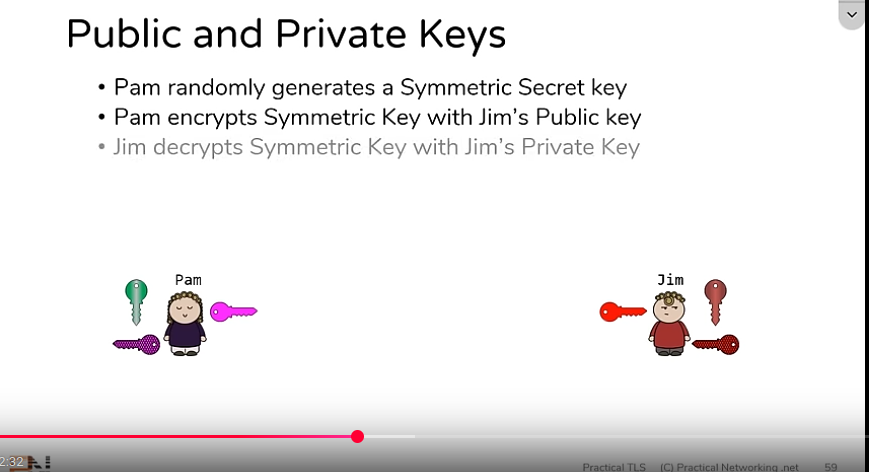 Public and Private Keys
• Pam randomly generates a Symmetric Secret key
• Pam encrypts Symmetric Key with Jim's Public key
• Jim decrypts Symmetric Key with Jim's Private Key
Pam
Jim
2:32
Practical TLS (C) Practical Networking .net 59